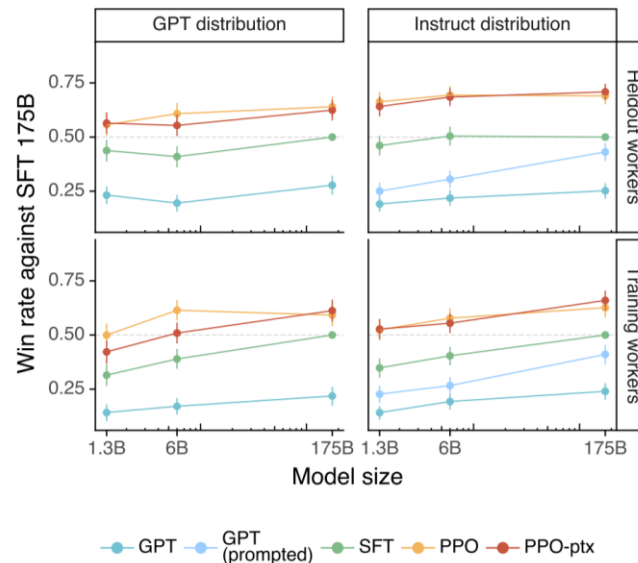 GPT distribution
Instruct distribution
Win rate against SFT 175B
0.75
0.50
0.25
Heldout workers
0.75
0.50
0.25
Training workers
1.3B 6B 175B
1.3B 6B 175B
Model size
GPT
GPT (prompted)
SFT
PPO
PPO-ptx